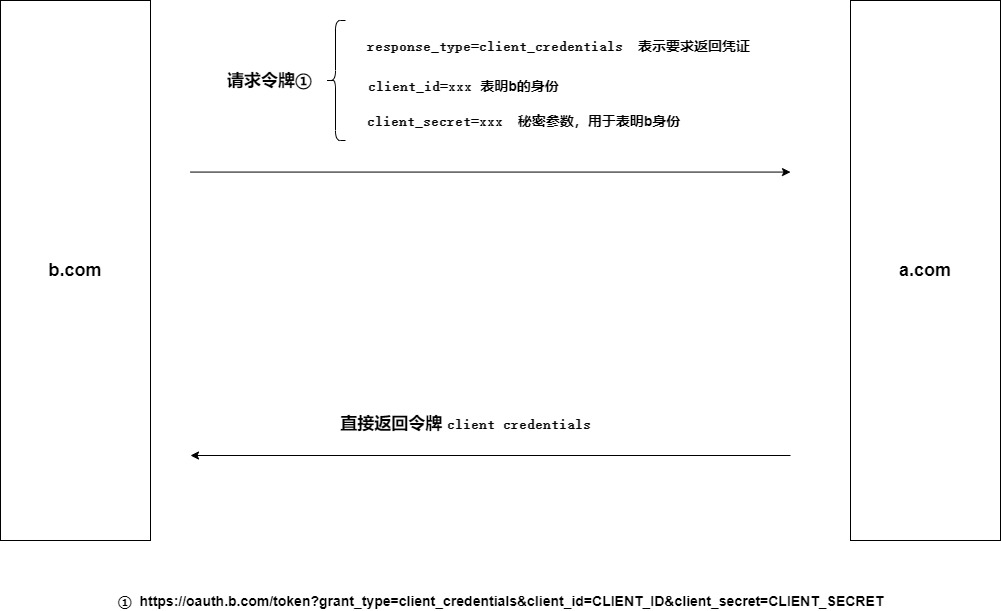 response_type=client_credentials 表示要求返回凭证
请求令牌①
client_id=xxx 表明b的身份
client_secret=xxx 秘密参数，用于表明b身份
b.com
a.com
直接返回令牌 client credentials
① https://oauth.b.com/token?grant_type=client_credentials&client_id=CLIENT_ID&client_secret=CLIENT_SECRET